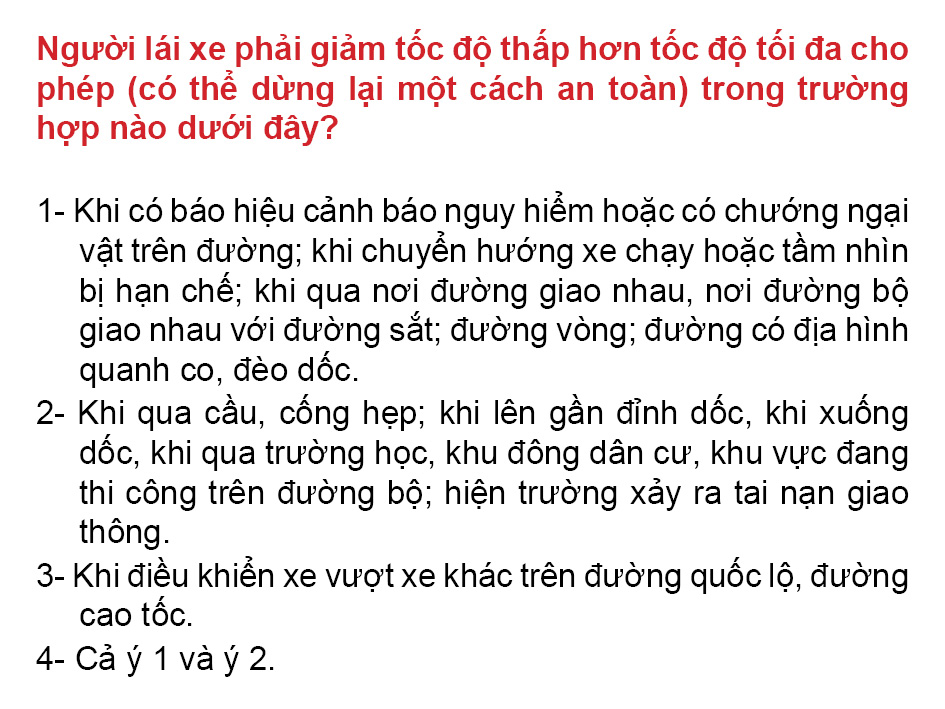 Người lái xe phải giảm tốc độ thấp hơn tốc độ tối đa cho
phép (có thể dừng lại một cách an toàn) trong trường
hợp nào dưới đây?
1- Khi có báo hiệu cảnh báo nguy hiểm hoặc có chướng ngại
vật trên đường; khi chuyển hướng xe chạy hoặc tầm nhìn
bị hạn chế; khi qua nơi đường giao nhau, nơi đường bộ
giao nhau với đường sắt; đường vòng; đường có địa hình
quanh co, đèo dốc.
2- Khi qua cầu, cống hẹp; khi lên gần đỉnh dốc, khi xuống
dốc, khi qua trường học, khu đông dân cư, khu vực đang
thi công trên đường bộ; hiện trường xảy ra tai nạn giao
thông.
3- Khi điều khiển xe vượt xe khác trên đường quốc lộ, đường
cao tốc.
4- Cả ý 1 và ý 2.